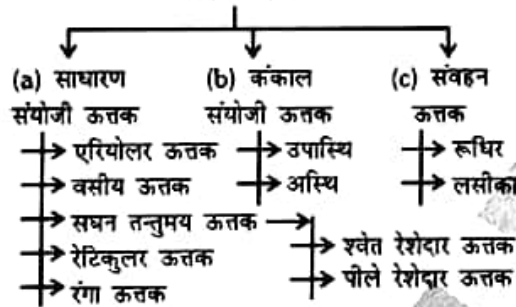 (a) साधारण (b) कंकाल (c) संवहन
संयोजी ऊत्तक संयोजी ऊत्तक ऊत्तक
एरियोलर ऊत्तक उपास्थि रूधिर
वसीय ऊत्तक अस्थि लसीका
सघन तन्तुमय ऊत्तक
श्वेत रेशेदार ऊत्तक
रेटिकुलर ऊत्तक
पीले रेशेदार ऊत्तक
रंगा ऊत्तक